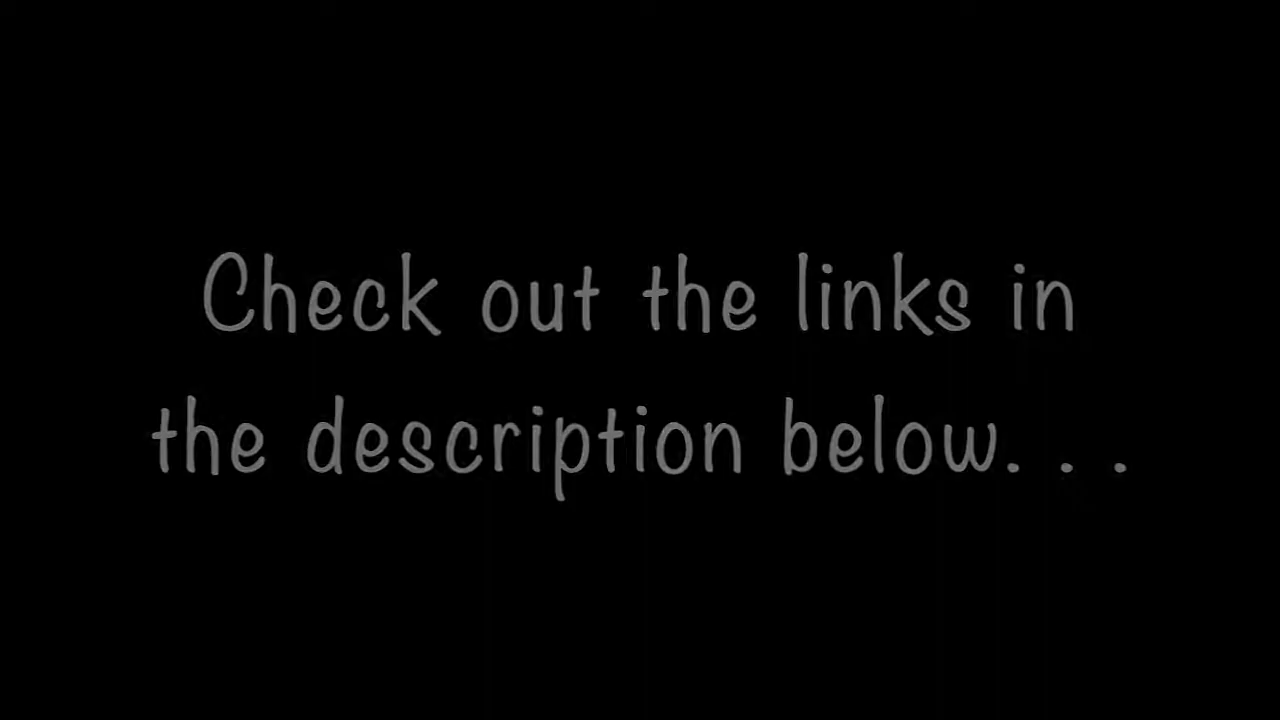 Check out the links in
the description below. . .